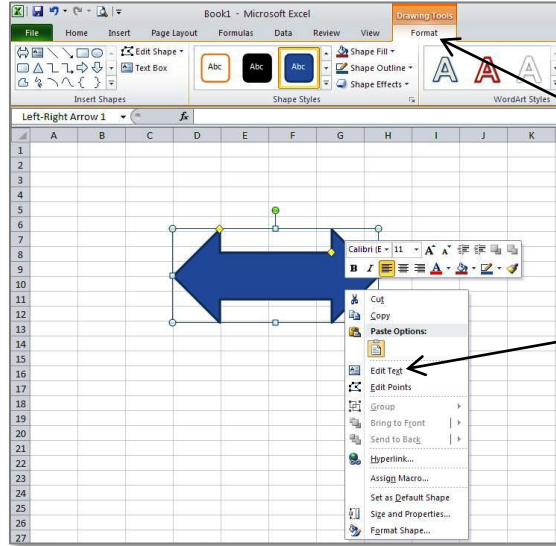 Book1 - Microsoft Excel
Drawing Tools
File Home Insert Page Layout Formulas Data Review View Format
Edit Shape
Text Box
Abc Abc Abc
Shape Fill
Shape Outline
Shape Effects
A A A
Insert Shapes Shape Styles WordArt Styles
Left-Right Arrow 1 fx
A B C D E F G H I J K
1
2
3
4
5
6
7
8
9
10
11
12
13
14
15
16
17
18
19
20
21
22
23
24
25
26
27
Calibri (E 11 A A
B I A
Cut
Copy
Paste Options:
Edit Text
Edit Points
Group
Bring to Front
Send to Back
Hyperlink...
Assign Macro...
Set as Default Shape
Size and Properties...
Format Shape...